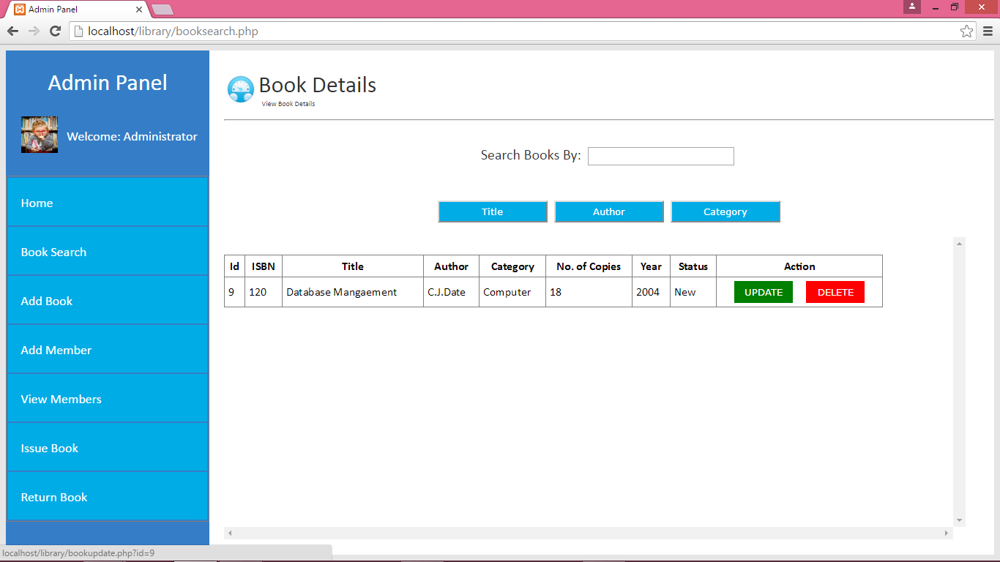 Admin Panel
localhost/library/booksearch.php
Admin Panel
Welcome: Administrator
Home
Book Search
Add Book
Add Member
View Members
Issue Book
Return Book
Book Details
View Book Details
Search Books By:
Title Author Category
Id ISBN Title Author Category No. of Copies Year Status Action
9 120 Database Mangaement C.J.Date Computer 18 2004 New UPDATE DELETE
localhost/library/bookupdate.php?id=9